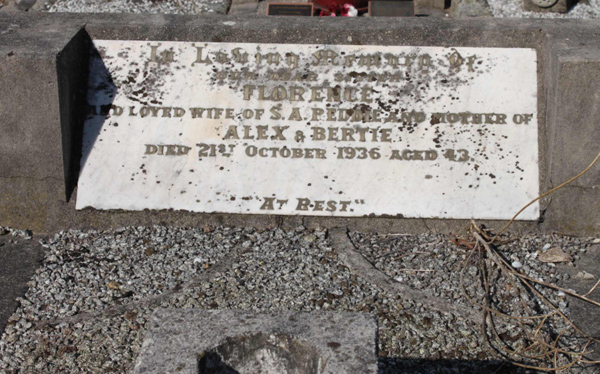 In Loving Memory of
FLORENCE
LOVED WIFE OF S.A. PEDDIE AND MOTHER OF
ALEX & BERTIE
DIED 21ST OCTOBER 1936 AGED 43
"AT REST"